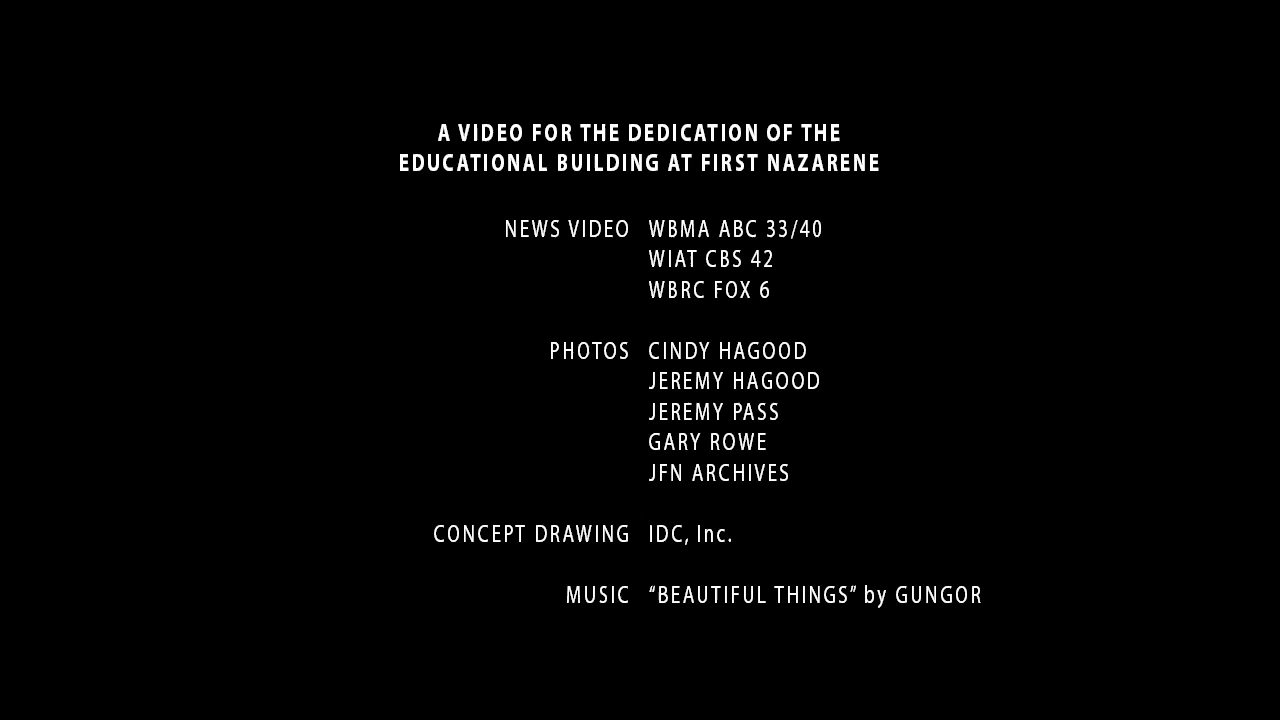 A VIDEO FOR THE DEDICATION OF THE
EDUCATIONAL BUILDING AT FIRST NAZARENE
NEWS VIDEO WBMA ABC 33/40
WIAT CBS 42
WBRC FOX 6
PHOTOS CINDY HAGOOD
JEREMY HAGOOD
JEREMY PASS
GARY ROWE
JFN ARCHIVES
CONCEPT DRAWING IDC, Inc.
MUSIC “BEAUTIFUL THINGS” by GUNGOR